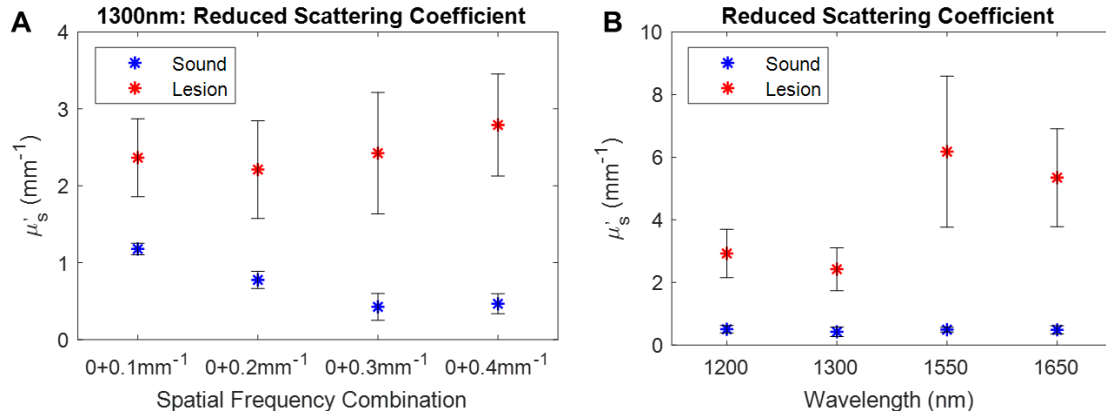 A
1300nm: Reduced Scattering Coefficient
Sound
Lesion
4
3
2
1
0
μ's (mm⁻¹)
0+0.1mm⁻¹ 0+0.2mm⁻¹ 0+0.3mm⁻¹ 0+0.4mm⁻¹
Spatial Frequency Combination
B
Reduced Scattering Coefficient
Sound
Lesion
10
8
6
4
2
0
μ's (mm⁻¹)
1200 1300 1550 1650
Wavelength (nm)